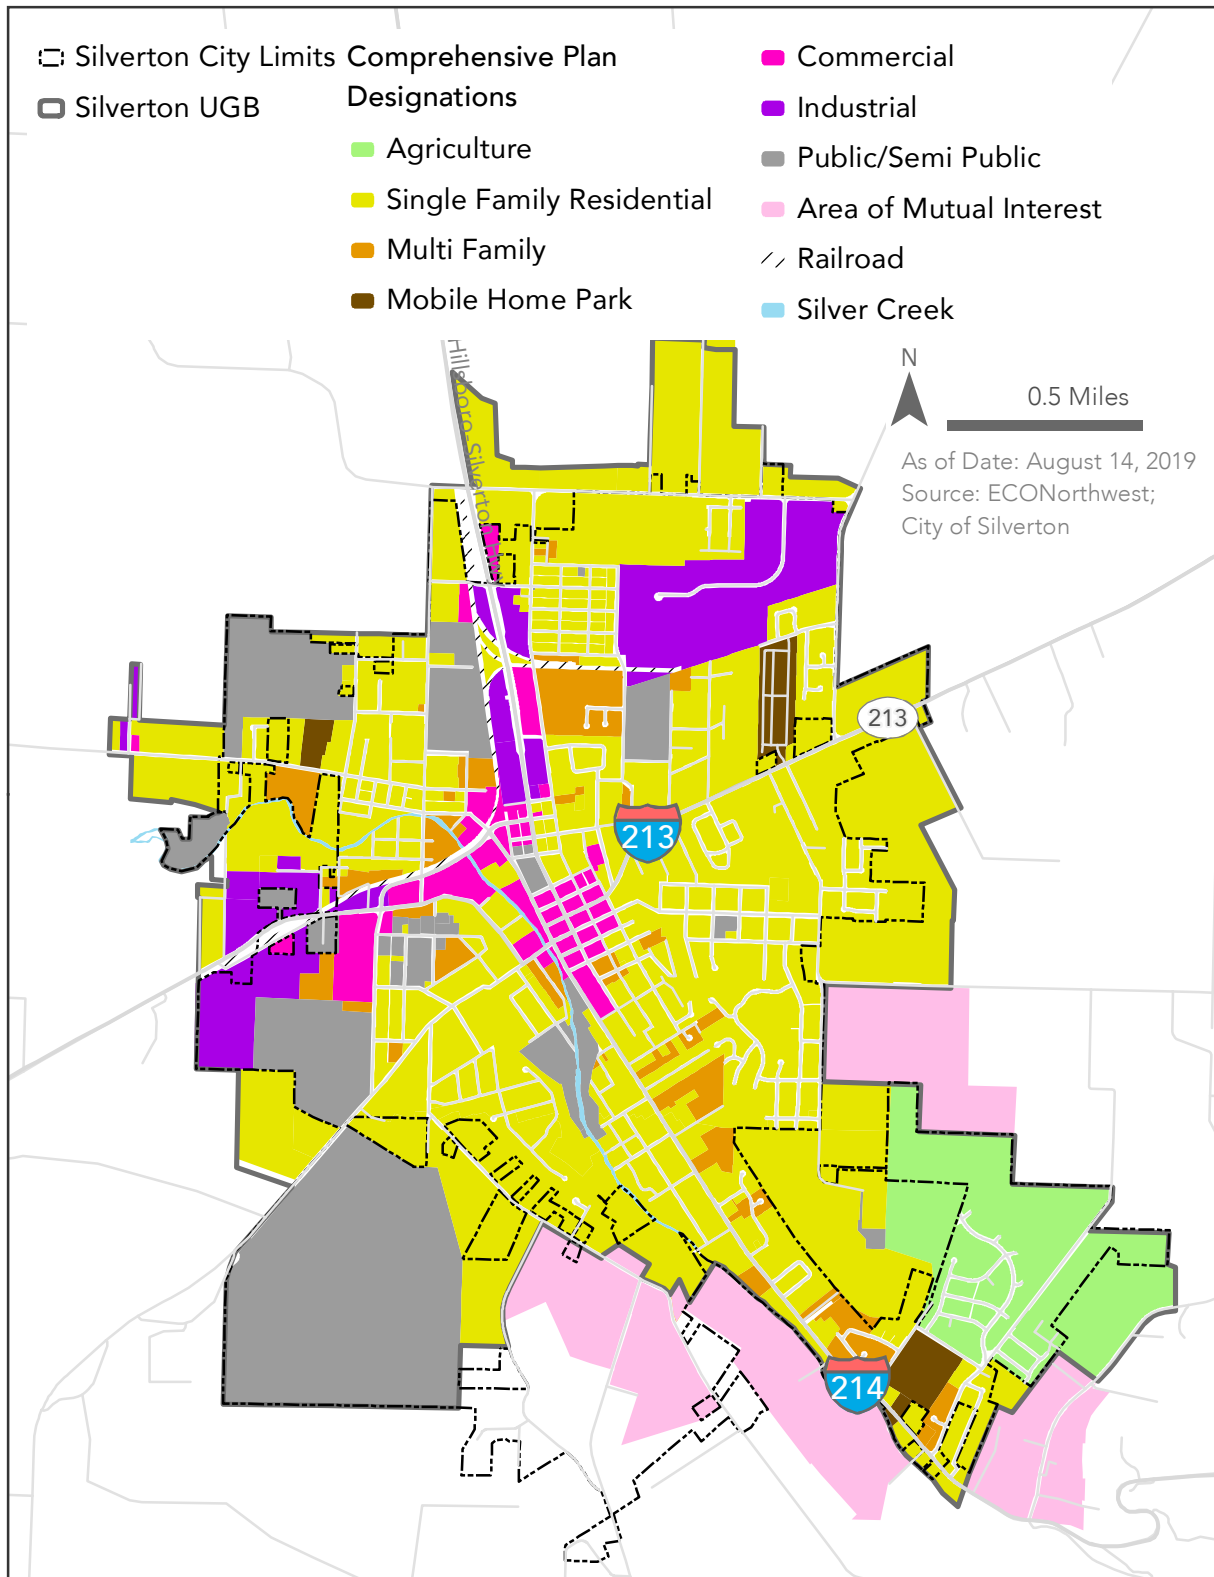 Silverton City Limits
Silverton UGB
Comprehensive Plan
Designations
Agriculture
Single Family Residential
Multi Family
Mobile Home Park
Commercial
Industrial
Public/Semi Public
Area of Mutual Interest
Railroad
Silver Creek
N
0.5 Miles
As of Date: August 14, 2019
Source: ECONorthwest;
City of Silverton
Hillsboro-Silverton
213
213
214